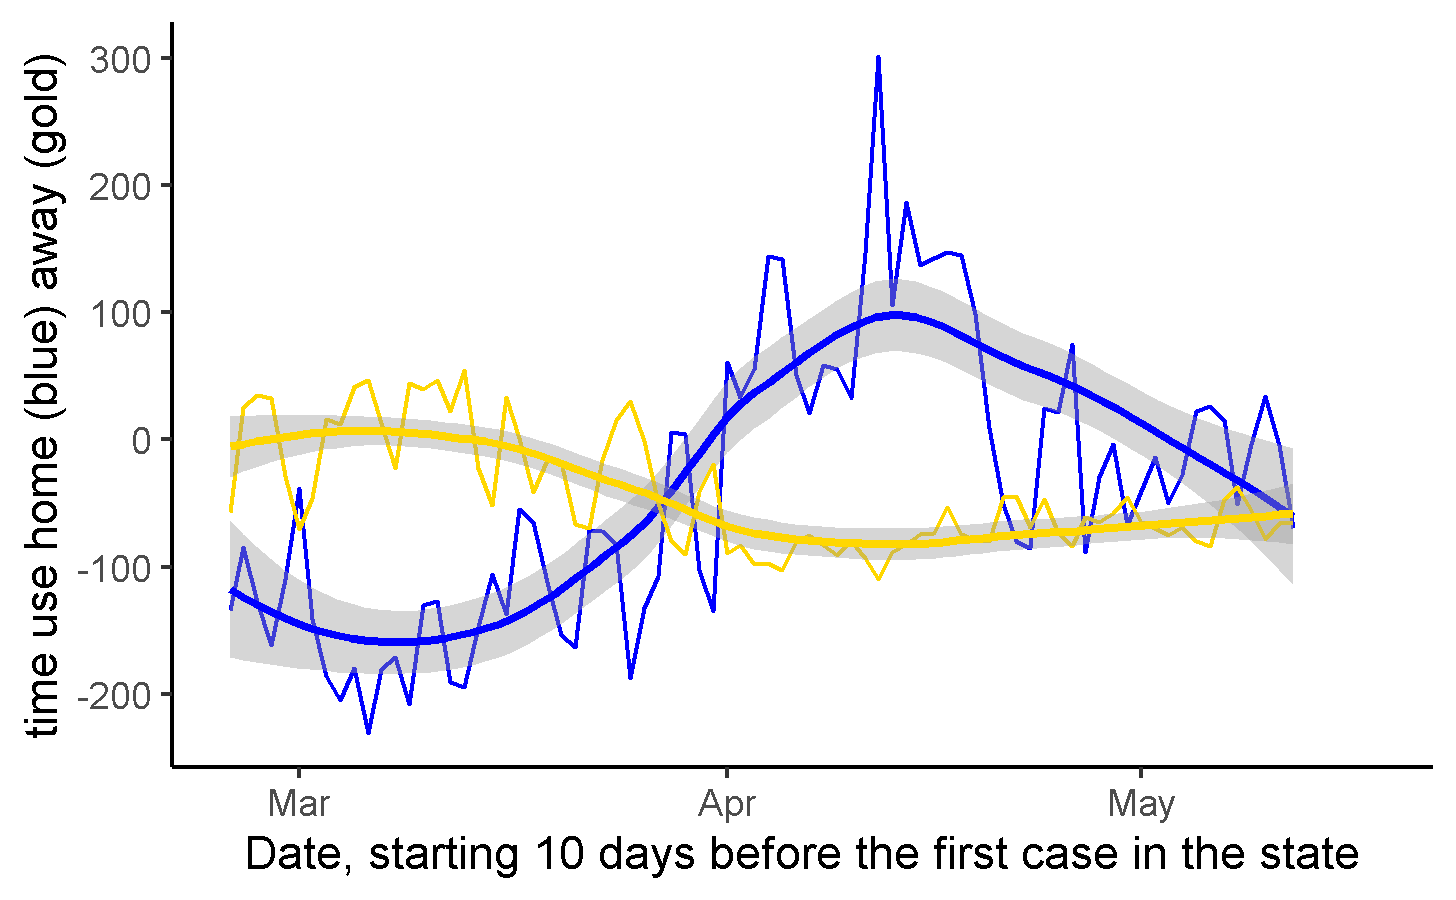 time use home (blue) away (gold)
300
200
100
0
-100
-200
Mar
Apr
May
Date, starting 10 days before the first case in the state